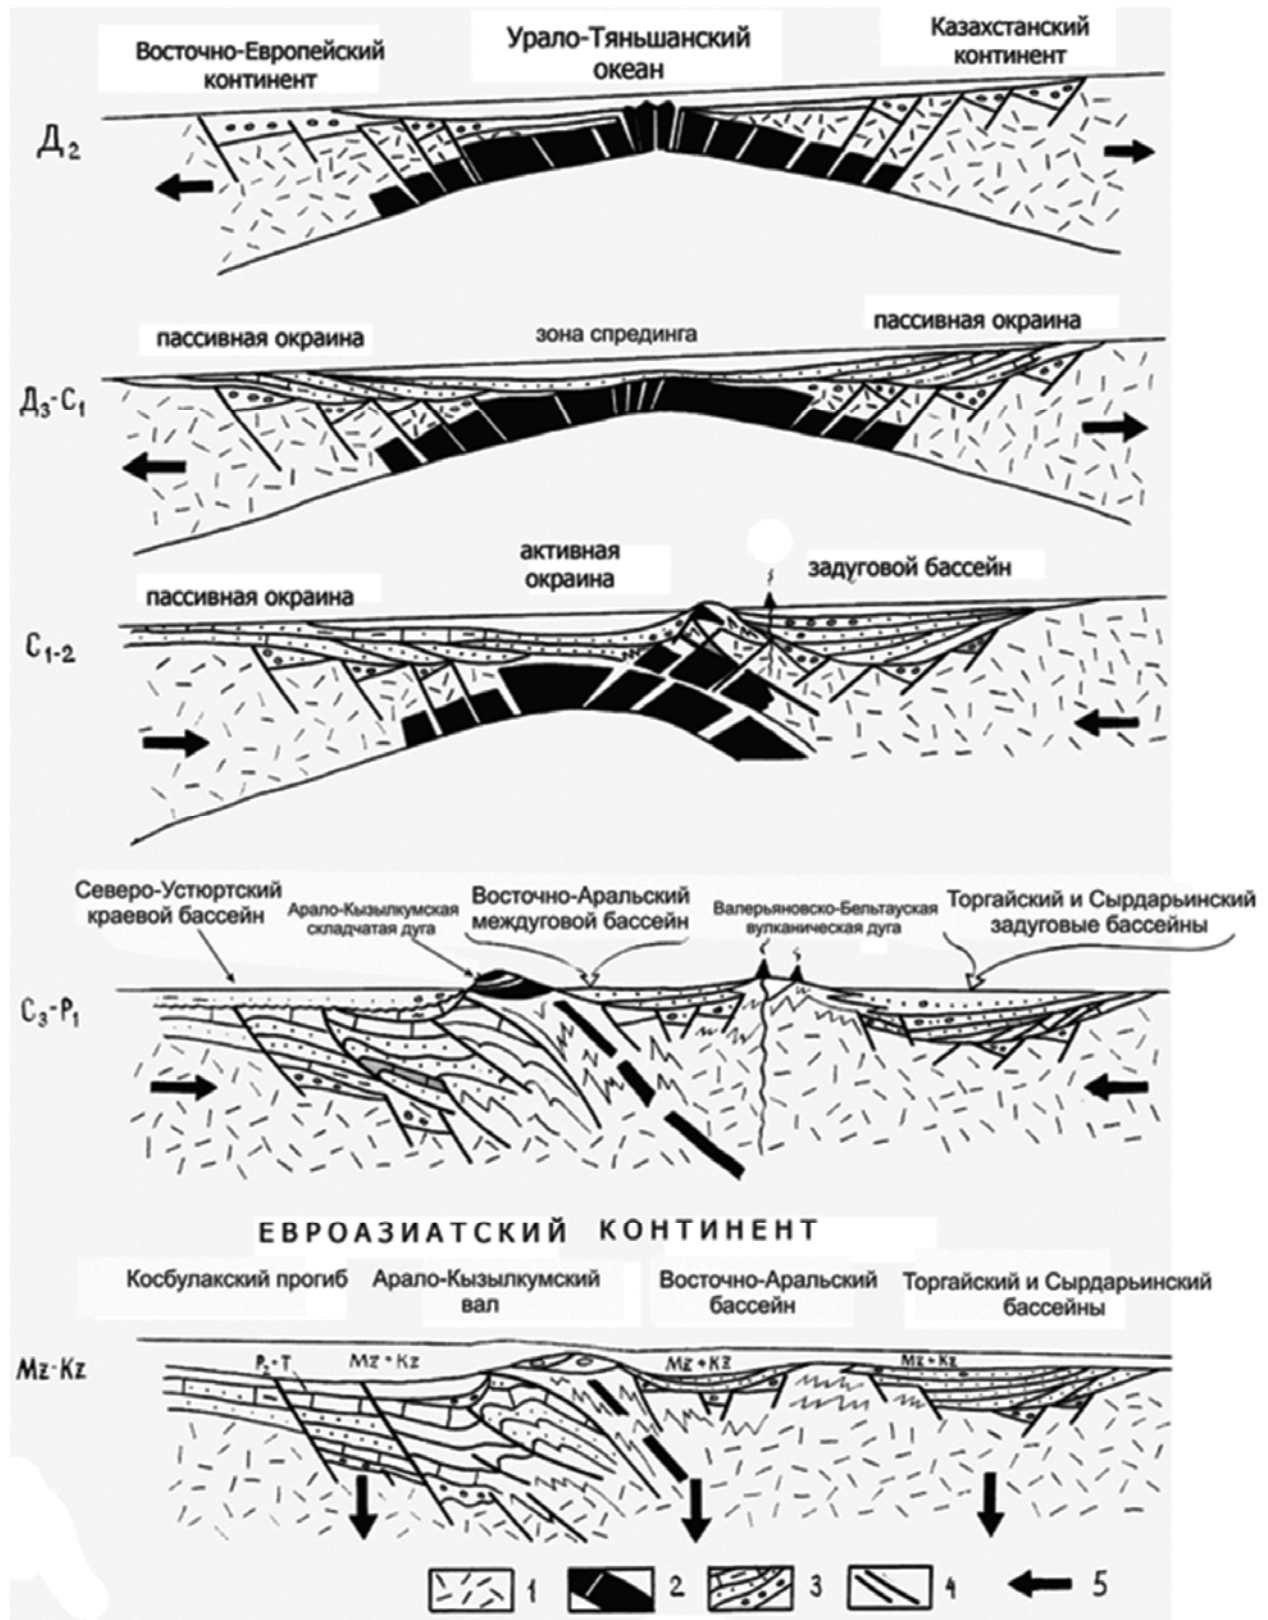 Восточно-Европейский
континент
Урало-Тяньшанский
океан
Казахстанский
континент
Д2
пассивная окраина
зона спрединга
пассивная окраина
Д3-С1
пассивная окраина
активная
окраина
задуговой бассейн
С1-2
Северо-Устюртский
краевой бассейн
Арало-Кызылкумская
складчатая дуга
Восточно-Аральский
междуговой бассейн
Валерьяновско-Бельтауская
вулканическая дуга
Торгайский и Сырдарьинский
задуговые бассейны
С3-Р1
ЕВРОАЗИАТСКИЙ КОНТИНЕНТ
Косбулакский прогиб
Арало-Кызылкумский
вал
Восточно-Аральский
бассейн
Торгайский и Сырдарьинский
бассейны
Mz-Kz
P2+T
Mz+Kz
Mz+Kz
Mz+Kz
1
2
3
4
5